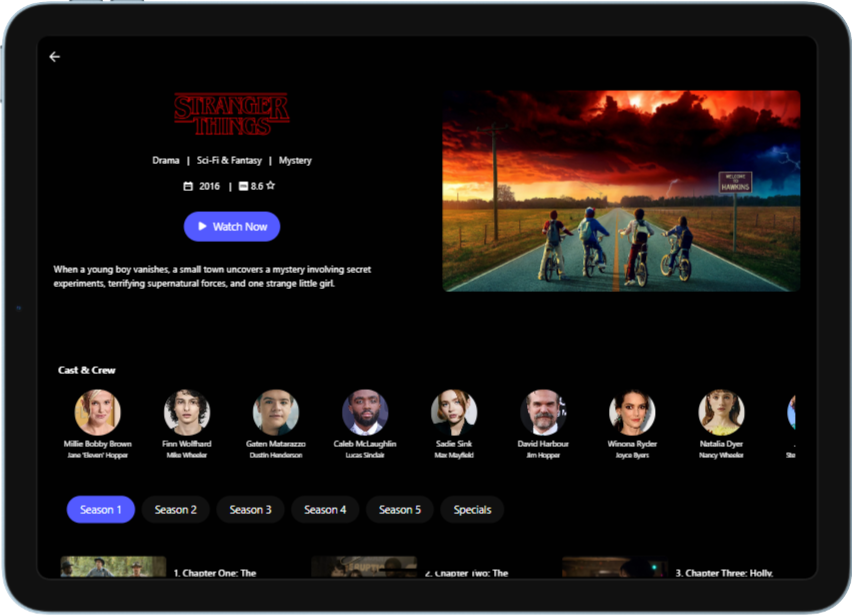 STRANGER
THINGS
Drama | Sci-Fi & Fantasy | Mystery
2016 | 8.6
Watch Now
When a young boy vanishes, a small town uncovers a mystery involving secret
experiments, terrifying supernatural forces, and one strange little girl.
WELCOME
TO
HAWKINS
Cast & Crew
Millie Bobby Brown
Jane 'Eleven' Hopper
Finn Wolfhard
Mike Wheeler
Gaten Matarazzo
Dustin Henderson
Caleb McLaughlin
Lucas Sinclair
Sadie Sink
Max Mayfield
David Harbour
Jim Hopper
Winona Ryder
Joyce Byers
Natalia Dyer
Nancy Wheeler
Season 1 Season 2 Season 3 Season 4 Season 5 Specials
1. Chapter One: The
2. Chapter Two: The
3. Chapter Three: Holly,